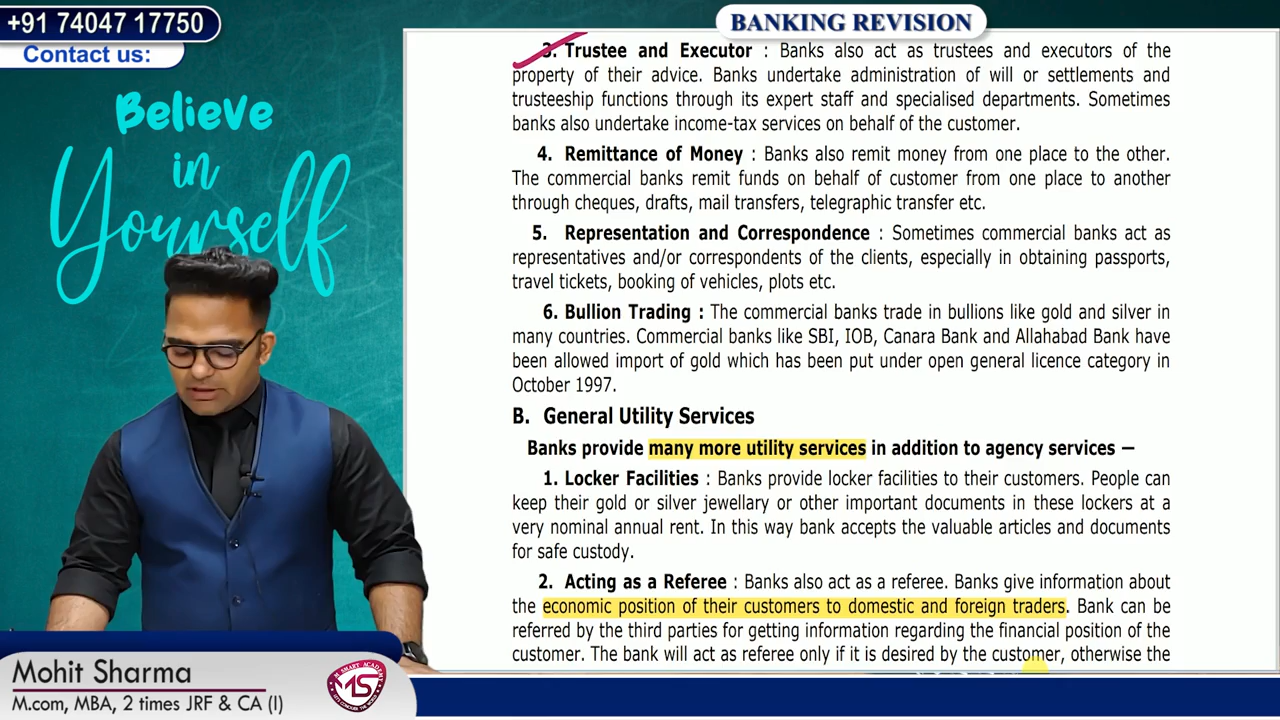 +91 74047 17750
Contact us:
BANKING REVISION
Believe
in
Yourself
3. Trustee and Executor : Banks also act as trustees and executors of the
property of their advice. Banks undertake administration of will or settlements and
trusteeship functions through its expert staff and specialised departments. Sometimes
banks also undertake income-tax services on behalf of the customer.
4. Remittance of Money : Banks also remit money from one place to the other.
The commercial banks remit funds on behalf of customer from one place to another
through cheques, drafts, mail transfers, telegraphic transfer etc.
5. Representation and Correspondence : Sometimes commercial banks act as
representatives and/or correspondents of the clients, especially in obtaining passports,
travel tickets, booking of vehicles, plots etc.
6. Bullion Trading : The commercial banks trade in bullions like gold and silver in
many countries. Commercial banks like SBI, IOB, Canara Bank and Allahabad Bank have
been allowed import of gold which has been put under open general licence category in
October 1997.
B. General Utility Services
Banks provide many more utility services in addition to agency services —
1. Locker Facilities : Banks provide locker facilities to their customers. People can
keep their gold or silver jewellary or other important documents in these lockers at a
very nominal annual rent. In this way bank accepts the valuable articles and documents
for safe custody.
2. Acting as a Referee : Banks also act as a referee. Banks give information about
the economic position of their customers to domestic and foreign traders. Bank can be
referred by the third parties for getting information regarding the financial position of the
customer. The bank will act as referee only if it is desired by the customer, otherwise the
Mohit Sharma
M.com, MBA, 2 times JRF & CA (I)
MS